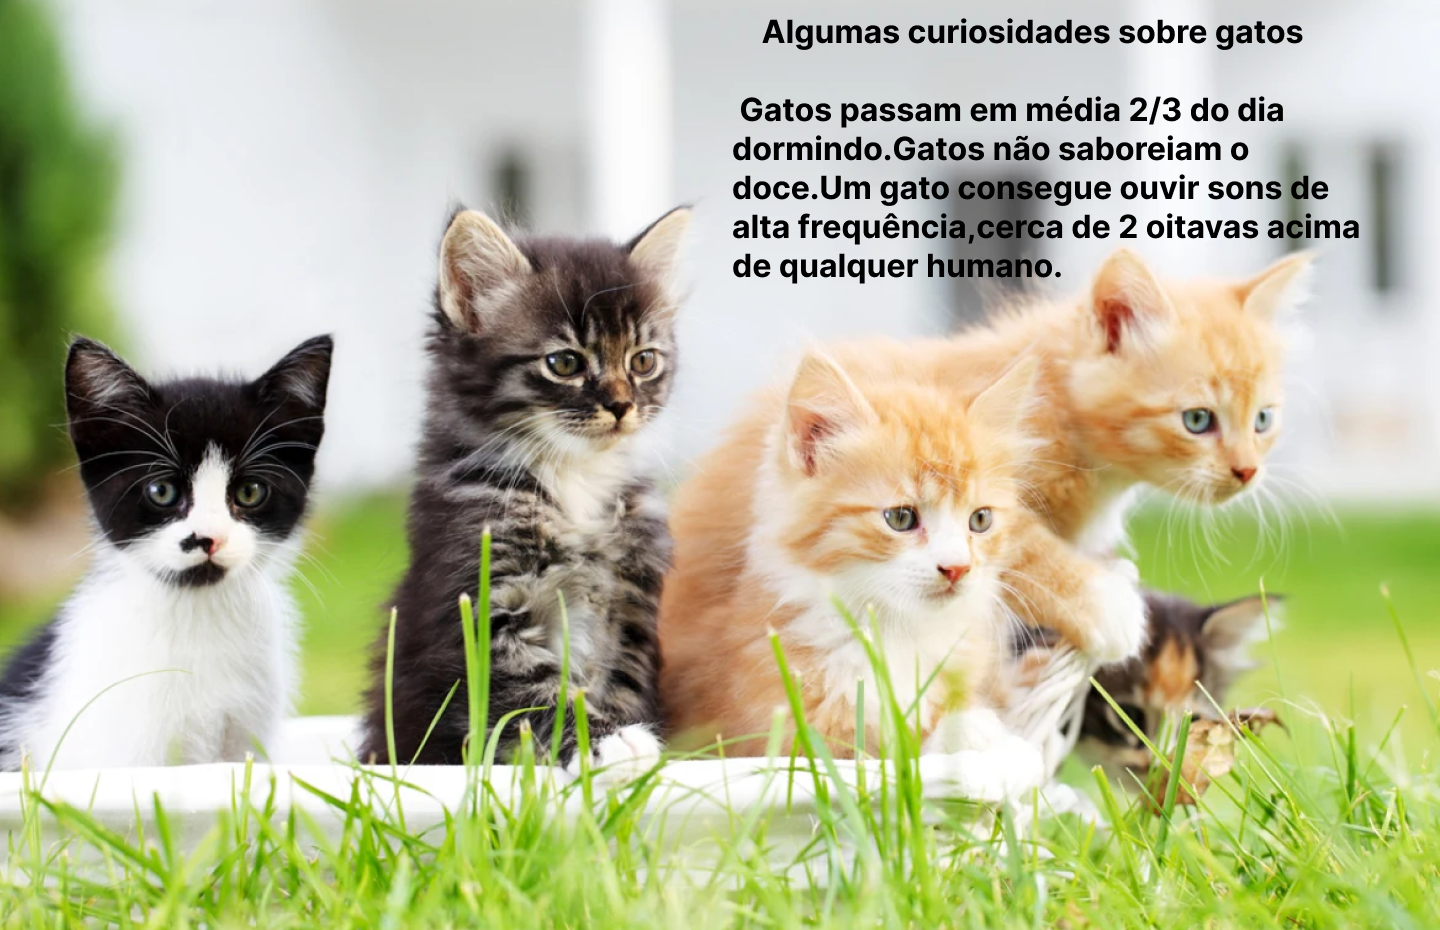 Algumas curiosidades sobre gatos
Gatos passam em média 2/3 do dia
dormindo.Gatos não saboreiam o
doce.Um gato consegue ouvir sons de
alta frequência,cerca de 2 oitavas acima
de qualquer humano.